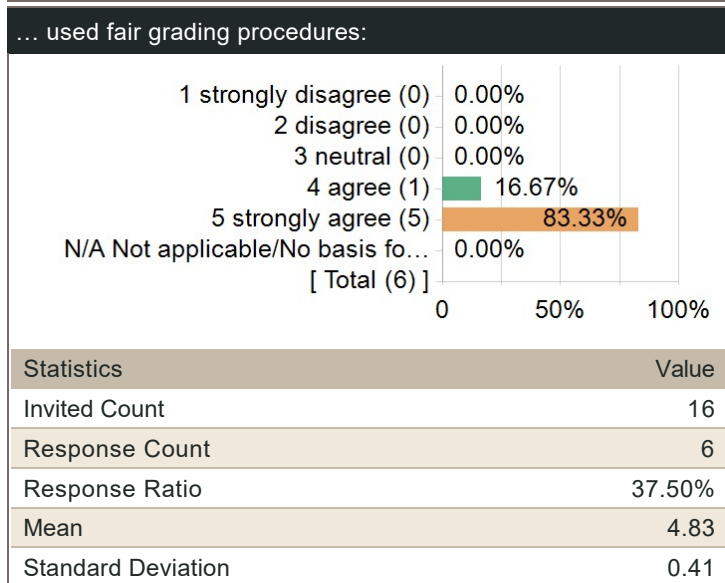 … used fair grading procedures:
1 strongly disagree (0) 0.00%
2 disagree (0) 0.00%
3 neutral (0) 0.00%
4 agree (1) 16.67%
5 strongly agree (5) 83.33%
N/A Not applicable/No basis fo… 0.00%
[ Total (6) ]
0 50% 100%
Statistics Value
Invited Count 16
Response Count 6
Response Ratio 37.50%
Mean 4.83
Standard Deviation 0.41